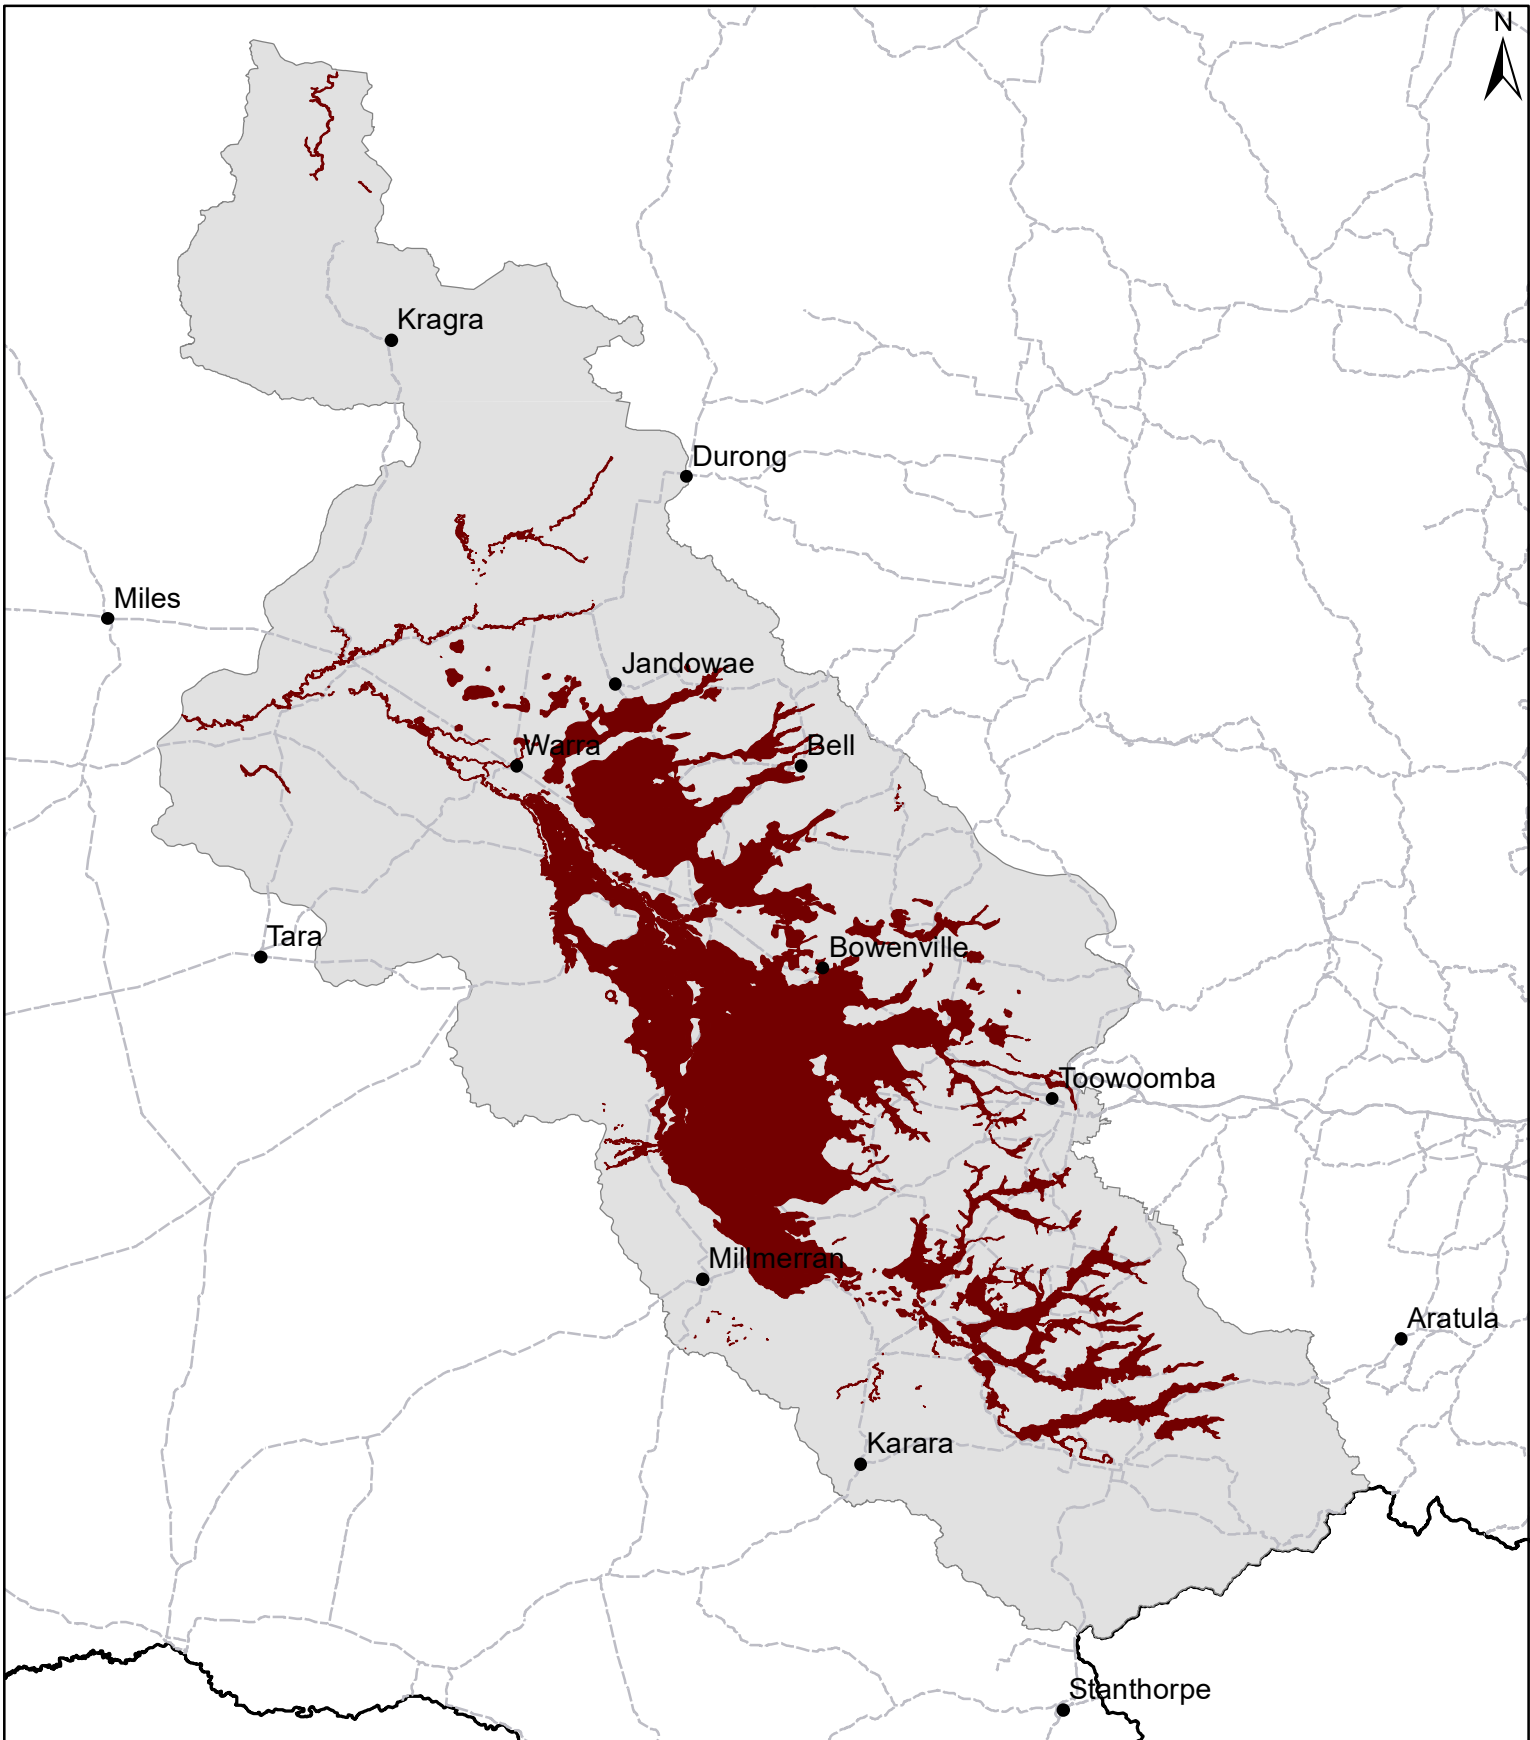 N
Kragra
Durong
Miles
Jandowae
Warra
Bell
Tara
Bowenville
Toowoomba
Millmerran
Aratula
Karara
Stanthorpe